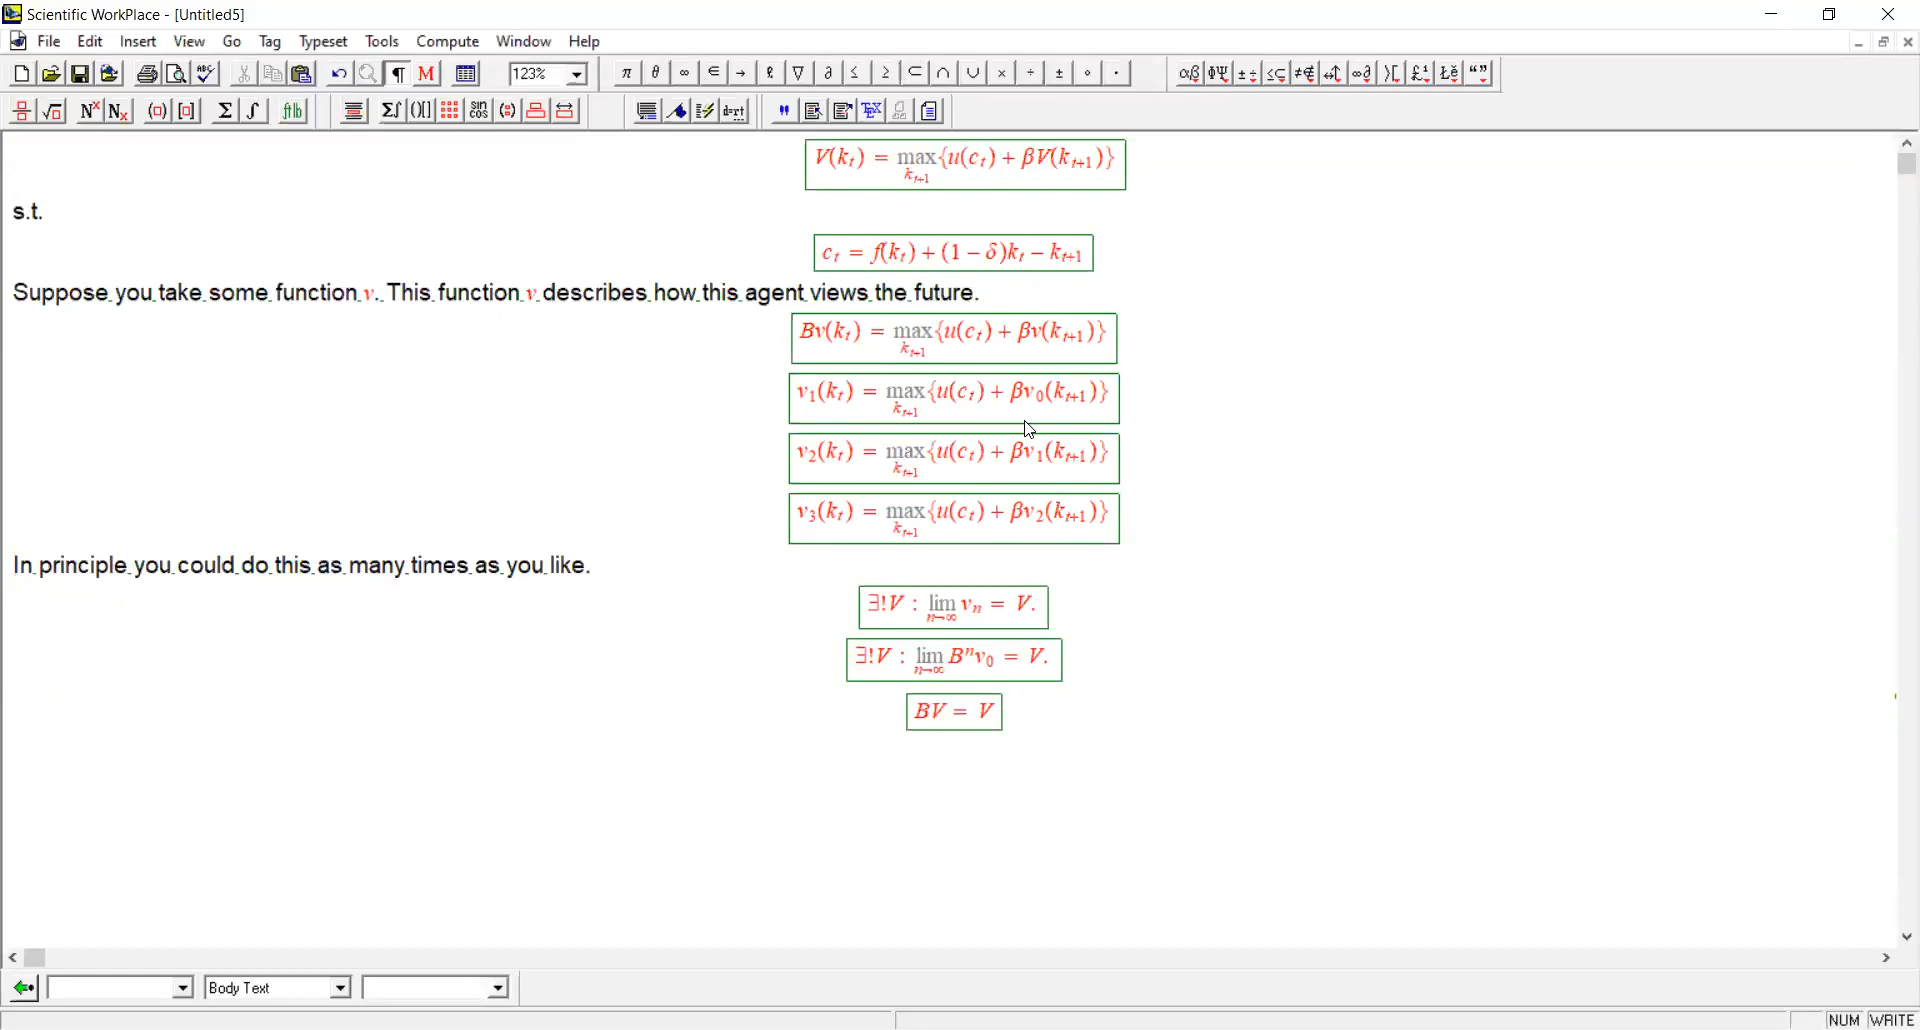 Scientific WorkPlace - [Untitled5]
File Edit Insert View Go Tag Typeset Tools Compute Window Help
123% π θ ∞ ∈ → ℓ ∇ ∂ ≤ ≥ ⊂ ∩ ∪ × ÷ ± ∘ ·
sin cos d=rt TEX
V(k_t) = max_{k_{t+1}} {u(c_t) + βV(k_{t+1})}
s.t.
c_t = f(k_t) + (1 − δ)k_t − k_{t+1}
Suppose you take some function v. This function v describes how this agent views the future.
Bv(k_t) = max_{k_{t+1}} {u(c_t) + βv(k_{t+1})}
v_1(k_t) = max_{k_{t+1}} {u(c_t) + βv_0(k_{t+1})}
v_2(k_t) = max_{k_{t+1}} {u(c_t) + βv_1(k_{t+1})}
v_3(k_t) = max_{k_{t+1}} {u(c_t) + βv_2(k_{t+1})}
In principle you could do this as many times as you like.
∃!V : lim_{n→∞} v_n = V.
∃!V : lim_{n→∞} B^n v_0 = V.
BV = V
Body Text
NUM WRITE